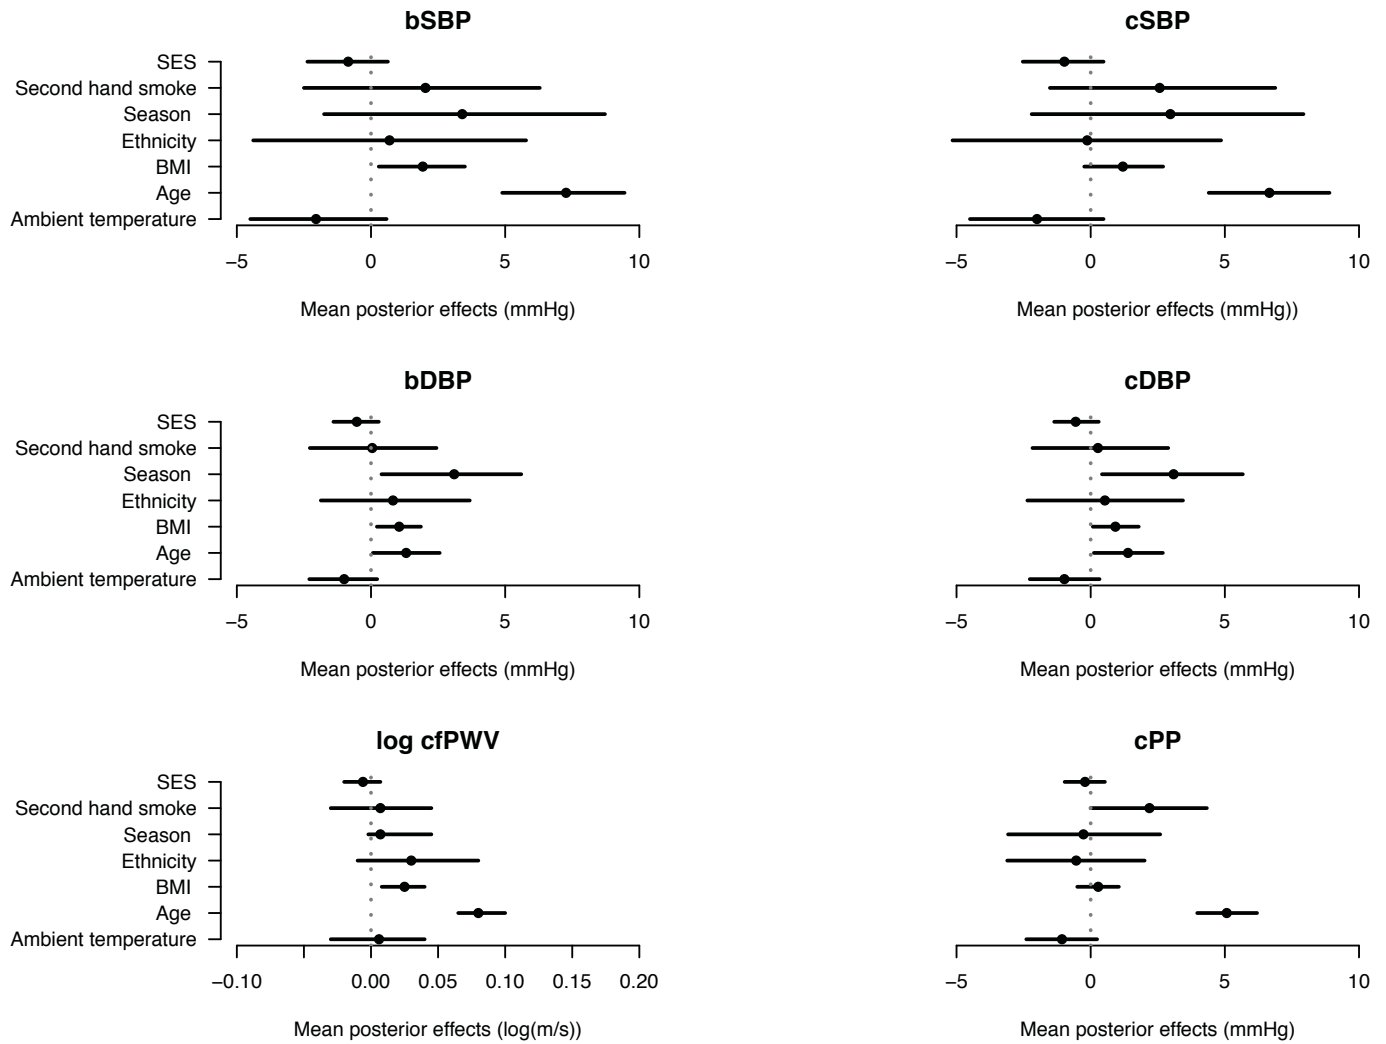 bSBP
SES
Second hand smoke
Season
Ethnicity
BMI
Age
Ambient temperature
−5 0 5 10
Mean posterior effects (mmHg)
cSBP
−5 0 5 10
Mean posterior effects (mmHg))
bDBP
SES
Second hand smoke
Season
Ethnicity
BMI
Age
Ambient temperature
−5 0 5 10
Mean posterior effects (mmHg)
cDBP
−5 0 5 10
Mean posterior effects (mmHg)
log cfPWV
SES
Second hand smoke
Season
Ethnicity
BMI
Age
Ambient temperature
−0.10 0.00 0.05 0.10 0.15 0.20
Mean posterior effects (log(m/s))
cPP
−5 0 5 10
Mean posterior effects (mmHg)